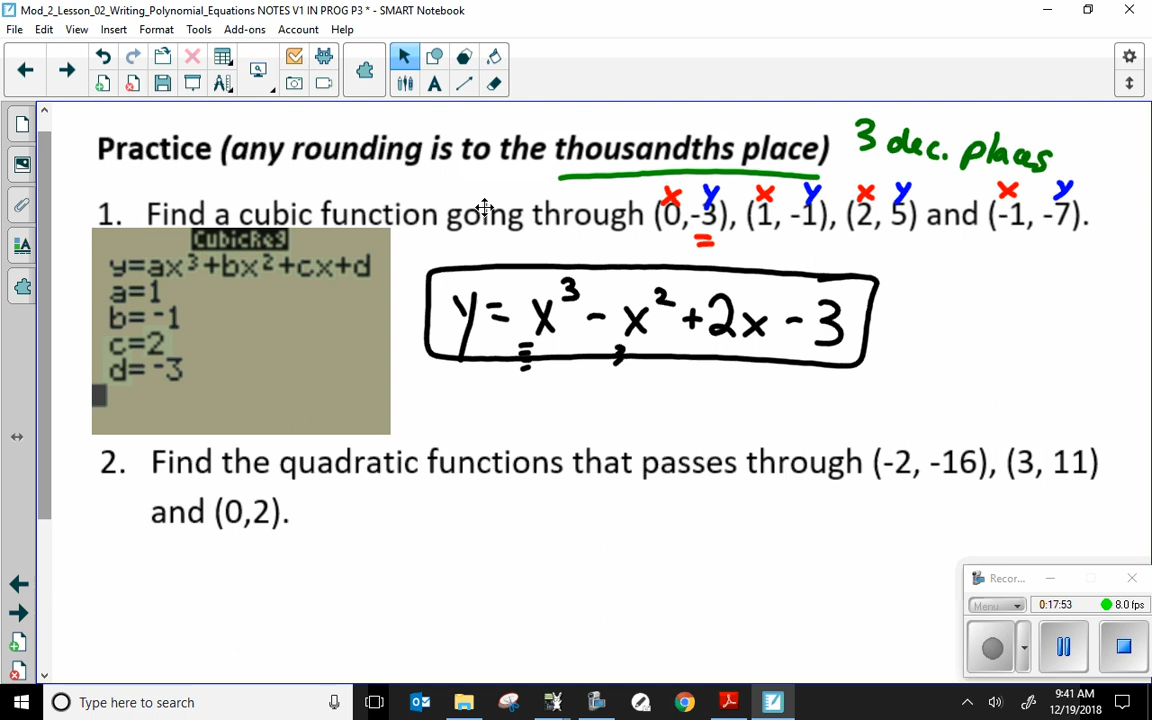 Mod_2_Lesson_02_Writing_Polynomial_Equations NOTES V1 IN PROG P3 * - SMART Notebook
File Edit View Insert Format Tools Add-ons Account Help
Practice (any rounding is to the thousandths place) 3 dec. places
x y x y x y x y
1. Find a cubic function going through (0,-3), (1, -1), (2, 5) and (-1, -7).
CubicReg
y=ax³+bx²+cx+d
a=1
b=-1
c=2
d=-3
y = x³ - x² + 2x - 3
2. Find the quadratic functions that passes through (-2, -16), (3, 11)
and (0,2).
Recor...
Menu 0:17:53 8.0 fps
Type here to search
9:41 AM
12/19/2018